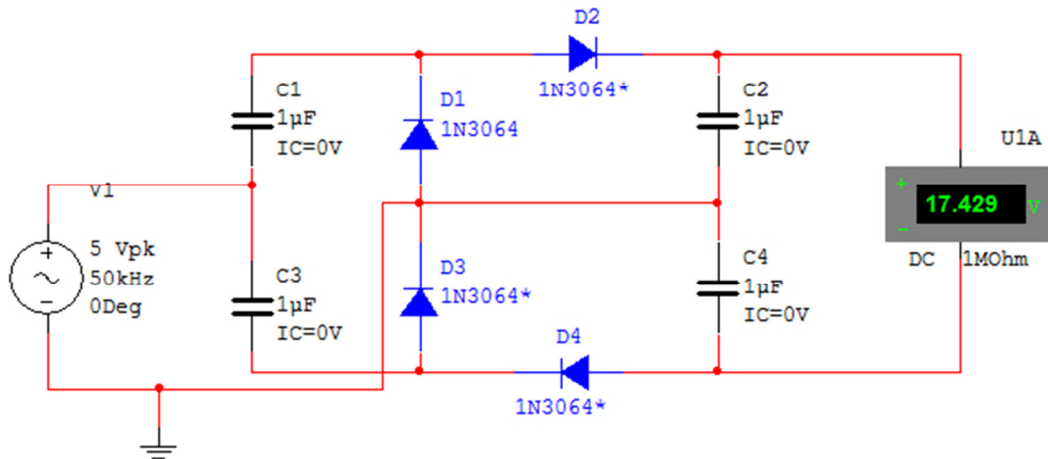 D2
1N3064*
C1
1µF
IC=0V
D1
1N3064
C2
1µF
IC=0V
U1A
+
17.429 V
-
DC 1MOhm
V1
+
5 Vpk
50kHz
0Deg
-
C3
1µF
IC=0V
D3
1N3064*
C4
1µF
IC=0V
D4
1N3064*